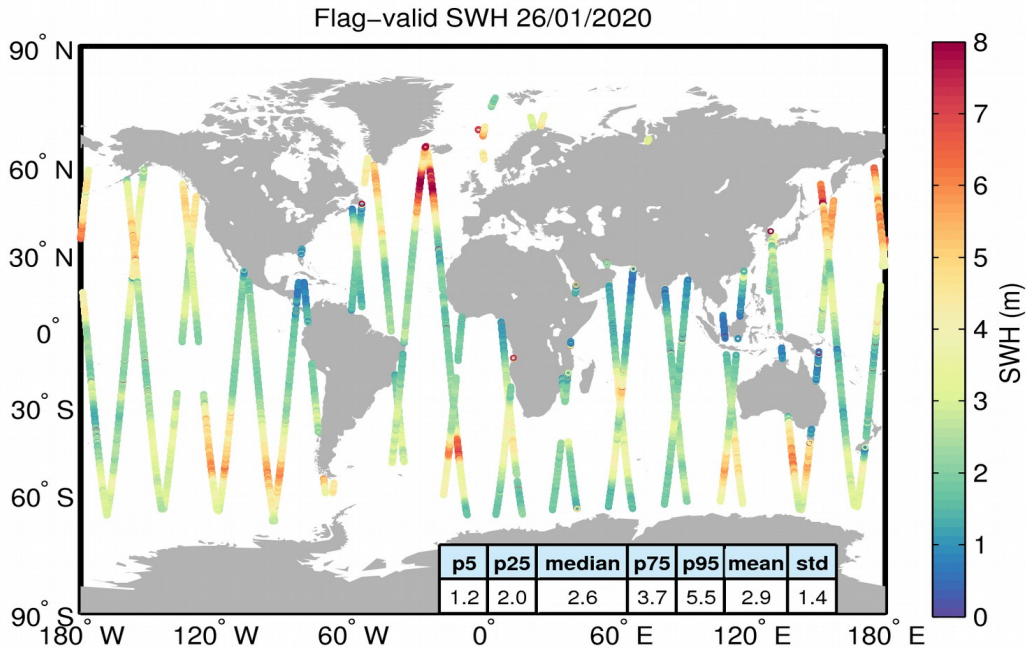 Flag−valid SWH 26/01/2020
90° N
60° N
30° N
0°
30° S
60° S
90° S
180° W
120° W
60° W
0°
60° E
120° E
180° E
p5 p25 median p75 p95 mean std
1.2 2.0 2.6 3.7 5.5 2.9 1.4
8
7
6
5
4
3
2
1
0
SWH (m)